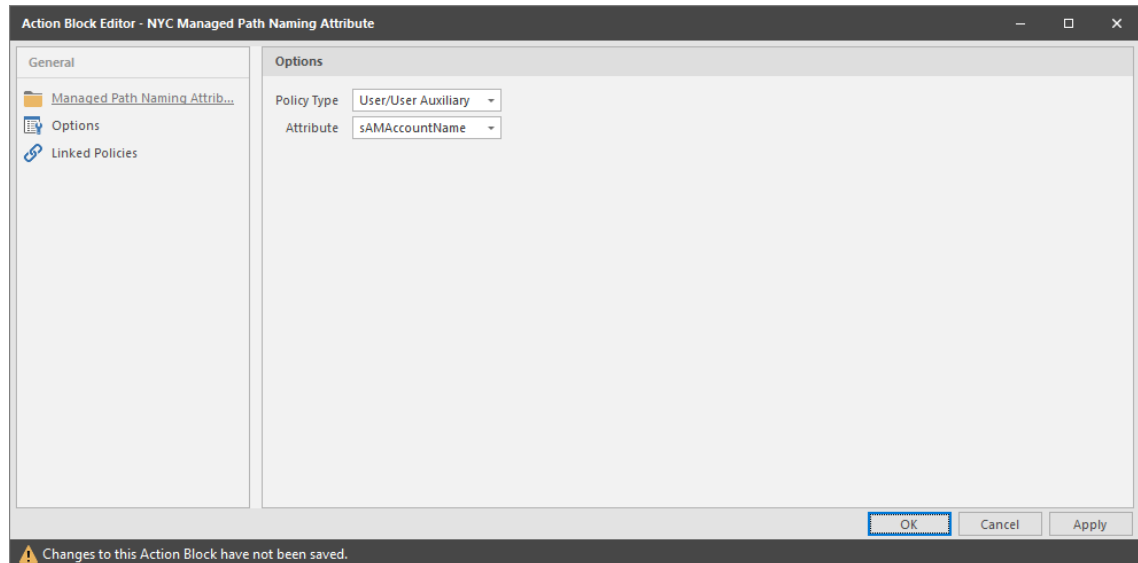 Action Block Editor - NYC Managed Path Naming Attribute
General
Managed Path Naming Attrib...
Options
Linked Policies
Options
Policy Type User/User Auxiliary
Attribute sAMAccountName
OK Cancel Apply
Changes to this Action Block have not been saved.